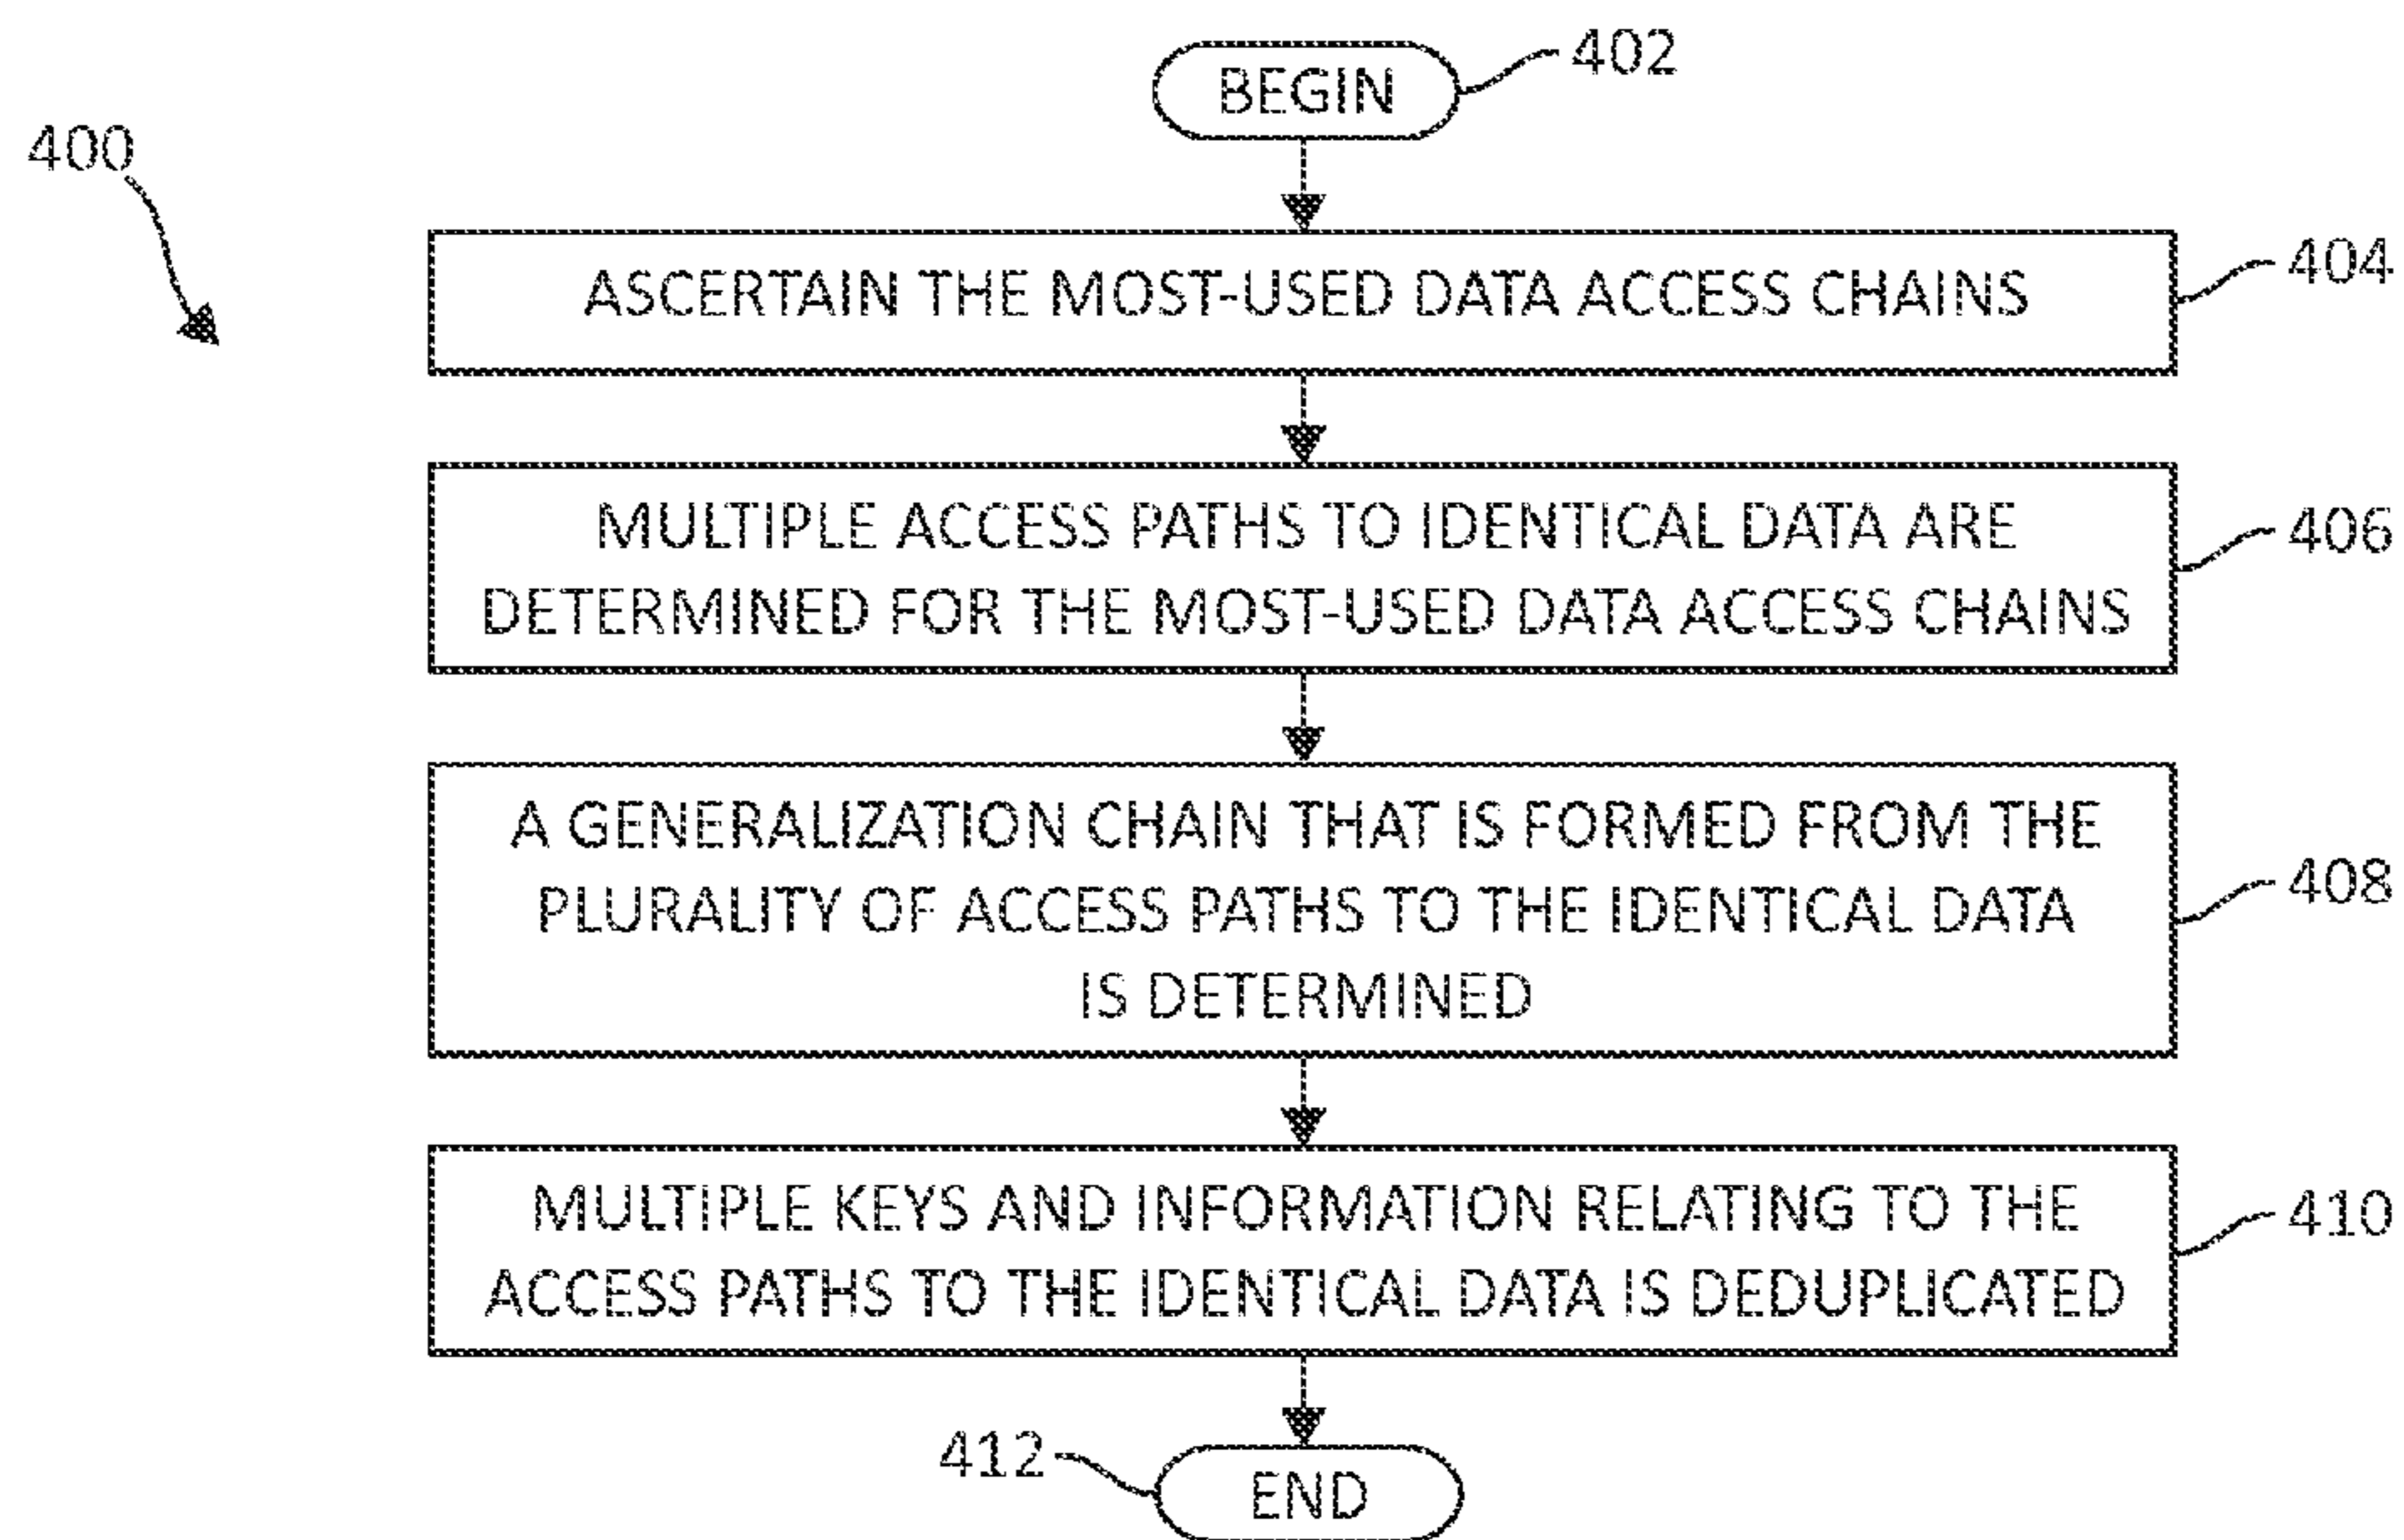 400
BEGIN
402
ASCERTAIN THE MOST-USED DATA ACCESS CHAINS
404
MULTIPLE ACCESS PATHS TO IDENTICAL DATA ARE
DETERMINED FOR THE MOST-USED DATA ACCESS CHAINS
406
A GENERALIZATION CHAIN THAT IS FORMED FROM THE
PLURALITY OF ACCESS PATHS TO THE IDENTICAL DATA
IS DETERMINED
408
MULTIPLE KEYS AND INFORMATION RELATING TO THE
ACCESS PATHS TO THE IDENTICAL DATA IS DEDUPLICATED
410
412
END